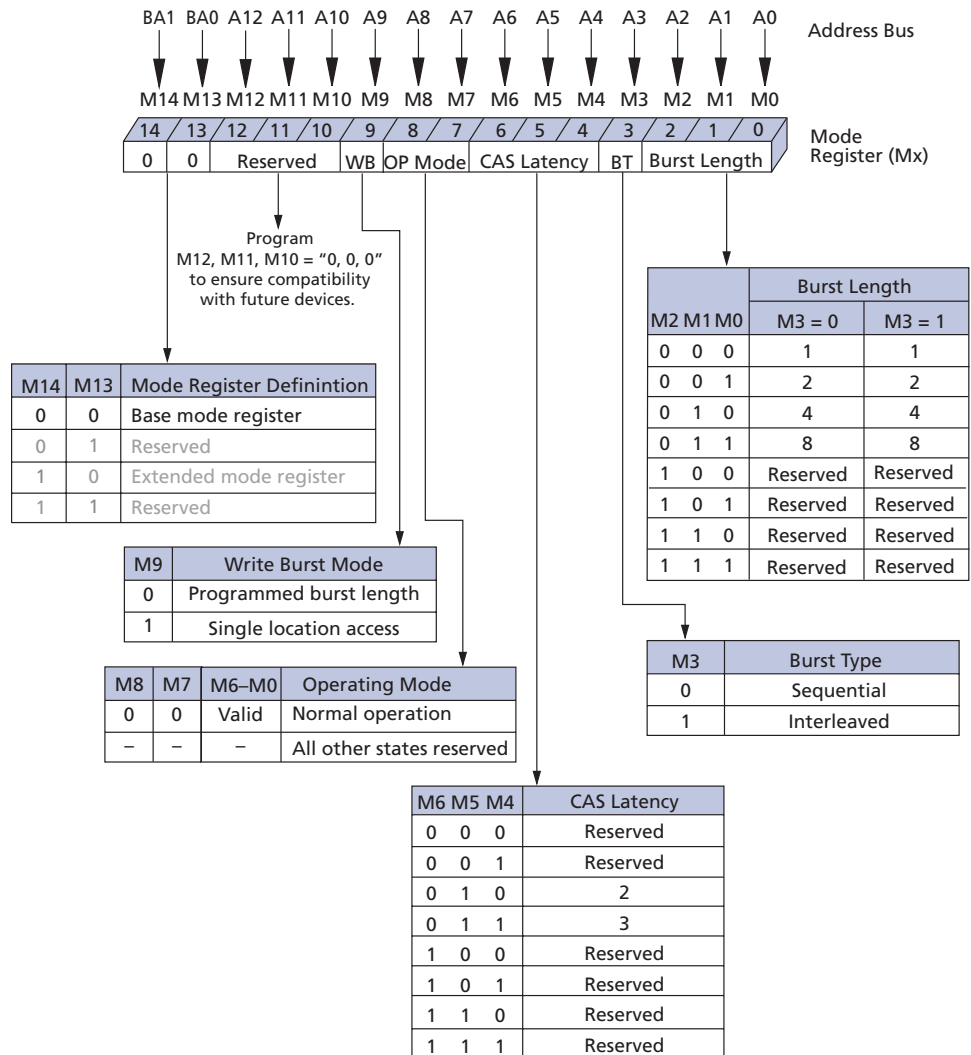 BA1 BA0 A12 A11 A10 A9 A8 A7 A6 A5 A4 A3 A2 A1 A0
Address Bus
M14 M13 M12 M11 M10 M9 M8 M7 M6 M5 M4 M3 M2 M1 M0
14 13 12 11 10 9 8 7 6 5 4 3 2 1 0
Mode
Register (Mx)
0 0 Reserved WB OP Mode CAS Latency BT Burst Length
Program
M12, M11, M10 = “0, 0, 0”
to ensure compatibility
with future devices.
Burst Length
M2 M1 M0 M3 = 0 M3 = 1
0 0 0 1 1
0 0 1 2 2
0 1 0 4 4
0 1 1 8 8
1 0 0 Reserved Reserved
1 0 1 Reserved Reserved
1 1 0 Reserved Reserved
1 1 1 Reserved Reserved
M14 M13 Mode Register Definintion
0 0 Base mode register
0 1 Reserved
1 0 Extended mode register
1 1 Reserved
M9 Write Burst Mode
0 Programmed burst length
1 Single location access
M3 Burst Type
0 Sequential
1 Interleaved
M8 M7 M6–M0 Operating Mode
0 0 Valid Normal operation
– – – All other states reserved
M6 M5 M4 CAS Latency
0 0 0 Reserved
0 0 1 Reserved
0 1 0 2
0 1 1 3
1 0 0 Reserved
1 0 1 Reserved
1 1 0 Reserved
1 1 1 Reserved